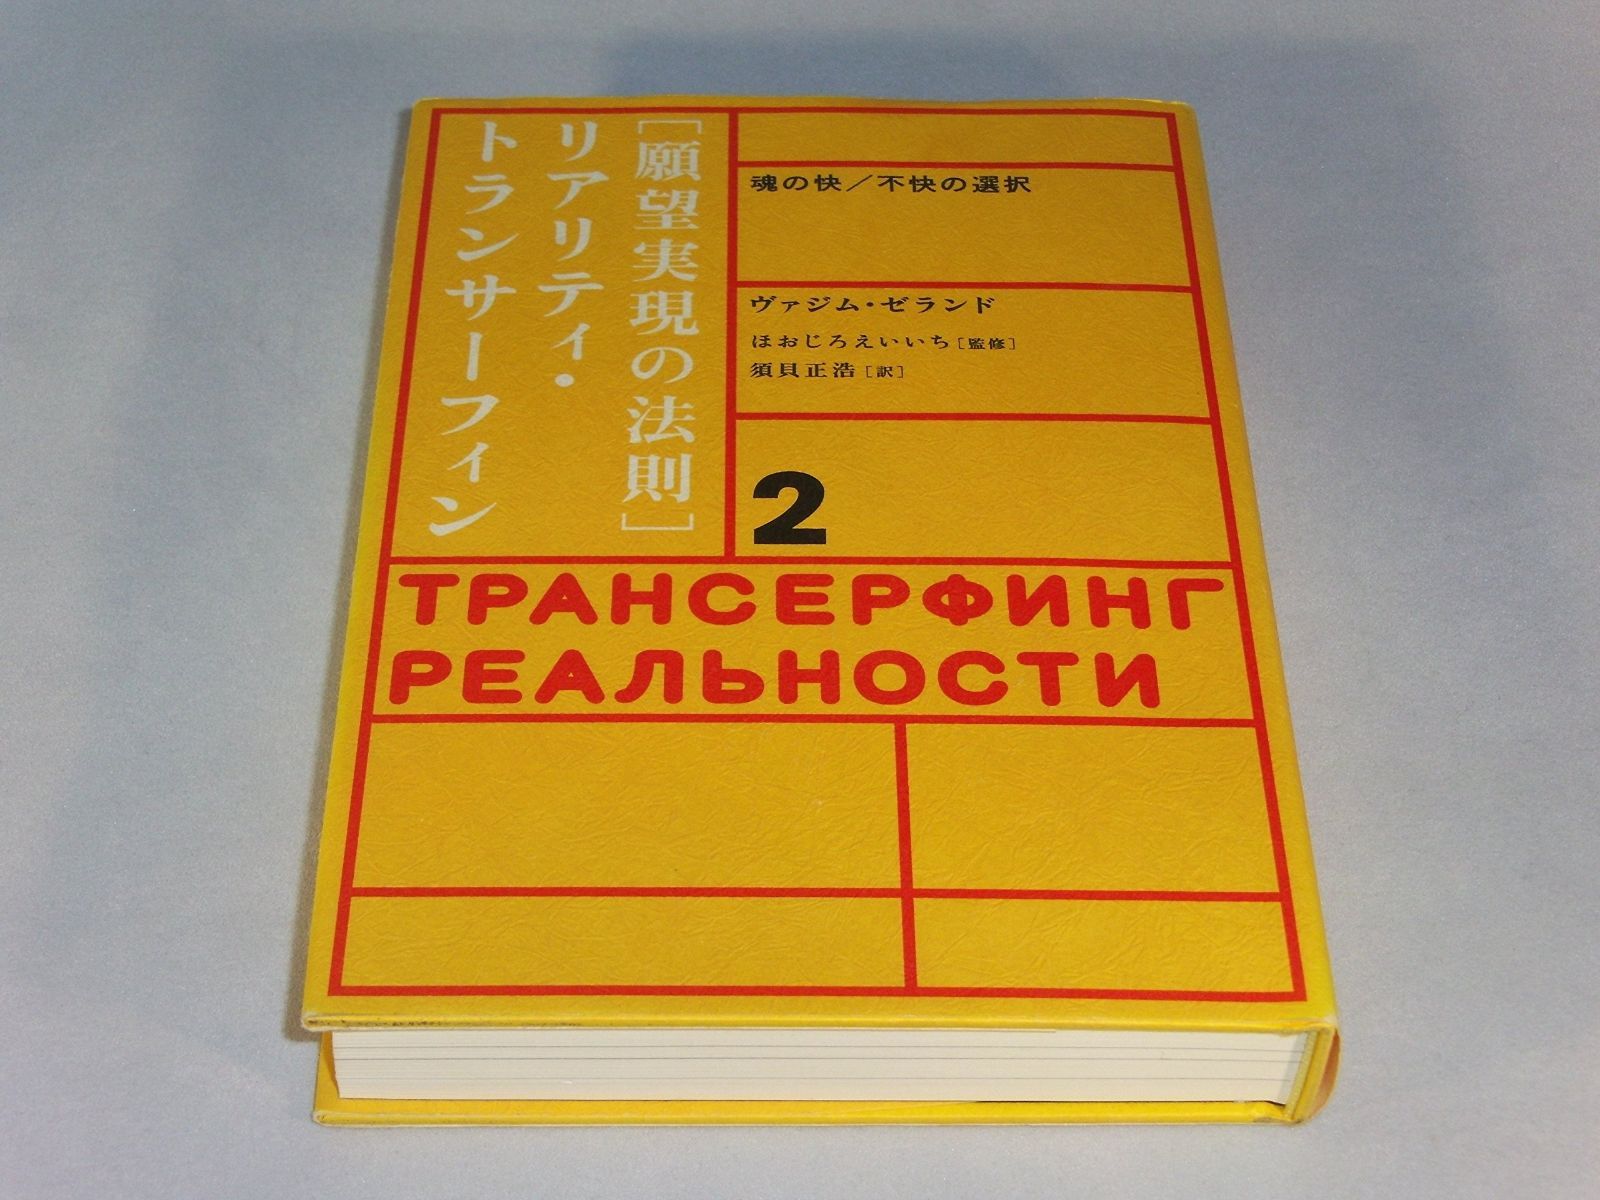 ［願望実現の法則］
リアリティ・
トランサーフィン
魂の快／不快の選択
ヴァジム・ゼランド
ほおじろえいいち［監修］
須貝正浩［訳］
2
ТРАНСЕРФИНГ
РЕАЛЬНОСТИ